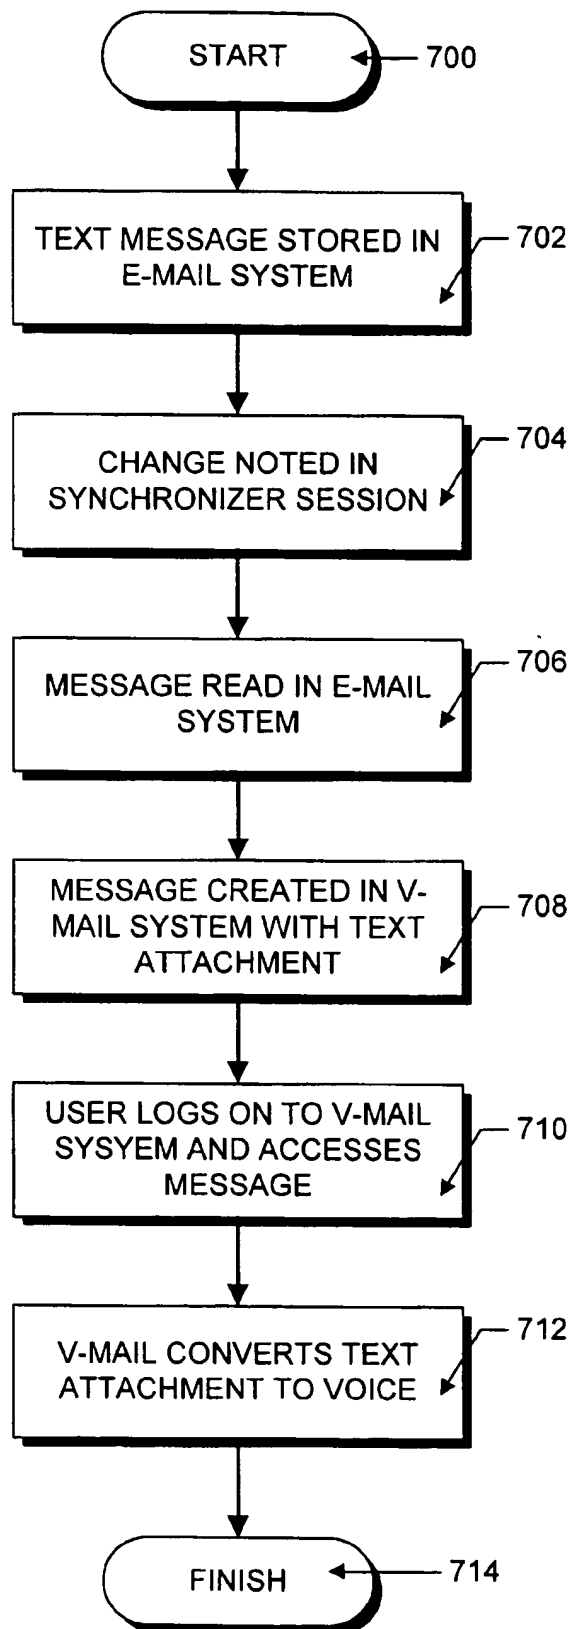 START
700
TEXT MESSAGE STORED IN
E-MAIL SYSTEM
702
CHANGE NOTED IN
SYNCHRONIZER SESSION
704
MESSAGE READ IN E-MAIL
SYSTEM
706
MESSAGE CREATED IN V-
MAIL SYSTEM WITH TEXT
ATTACHMENT
708
USER LOGS ON TO V-MAIL
SYSYEM AND ACCESSES
MESSAGE
710
V-MAIL CONVERTS TEXT
ATTACHMENT TO VOICE
712
FINISH
714